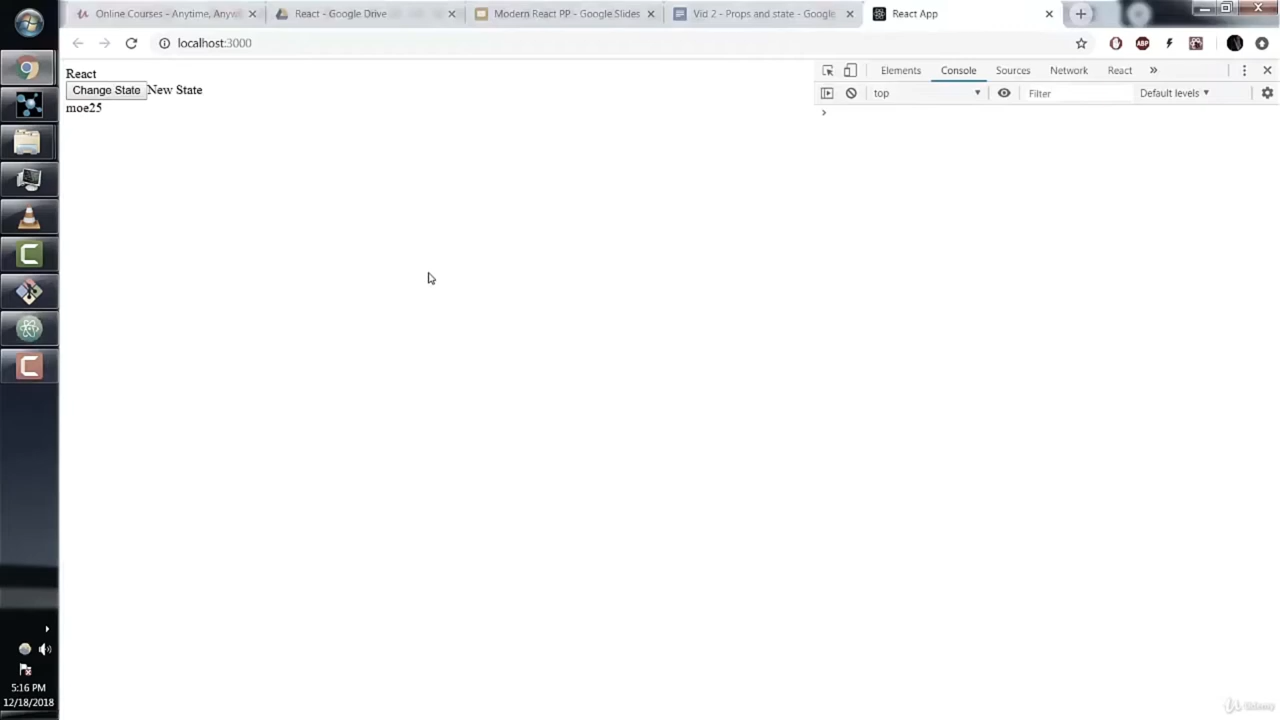 Online Courses - Anytime, Anyw
React - Google Drive
Modern React PP - Google Slides
Vid 2 - Props and state - Google
React App
localhost:3000
React
Change State New State
moe25
Elements Console Sources Network React »
top Filter Default levels
5:16 PM
12/18/2018
Udemy